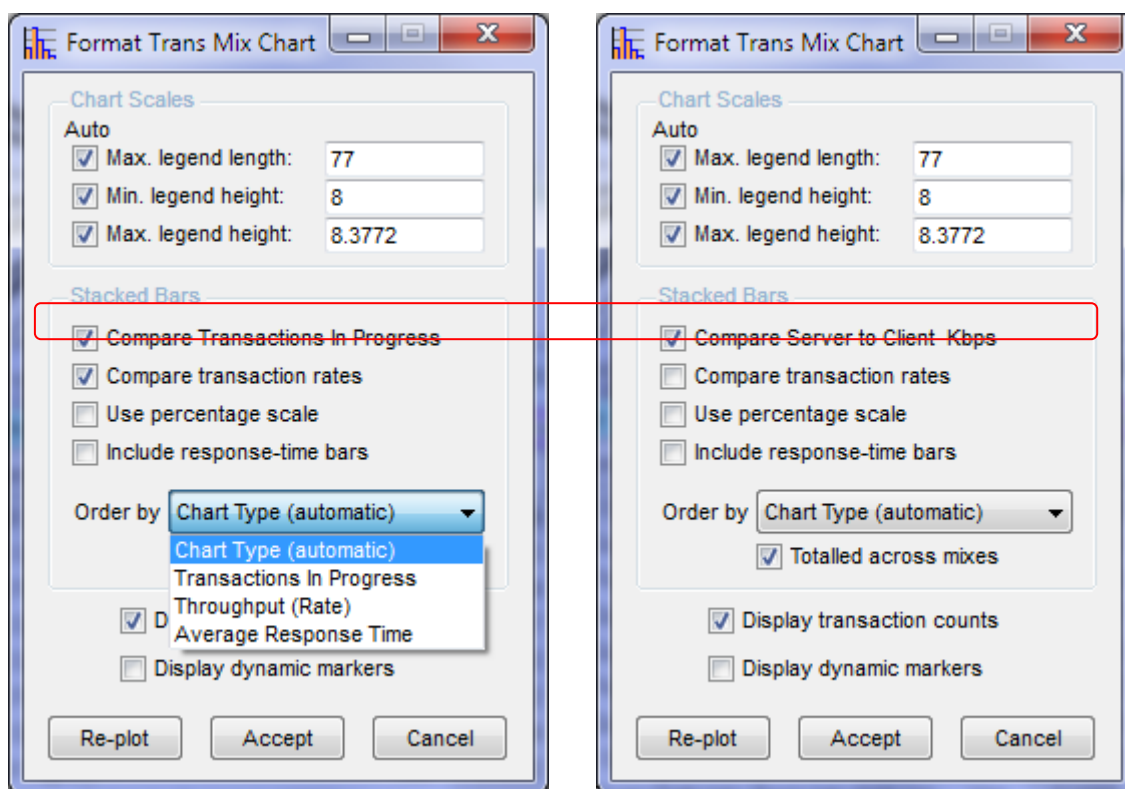 Format Trans Mix Chart
Chart Scales
Auto
Max. legend length: 77
Min. legend height: 8
Max. legend height: 8.3772
Stacked Bars
Compare Transactions In Progress
Compare transaction rates
Use percentage scale
Include response-time bars
Order by Chart Type (automatic)
Chart Type (automatic)
Transactions In Progress
Throughput (Rate)
Average Response Time
D
Display dynamic markers
Re-plot Accept Cancel
Format Trans Mix Chart
Chart Scales
Auto
Max. legend length: 77
Min. legend height: 8
Max. legend height: 8.3772
Stacked Bars
Compare Server to Client Kbps
Compare transaction rates
Use percentage scale
Include response-time bars
Order by Chart Type (automatic)
Totalled across mixes
Display transaction counts
Display dynamic markers
Re-plot Accept Cancel